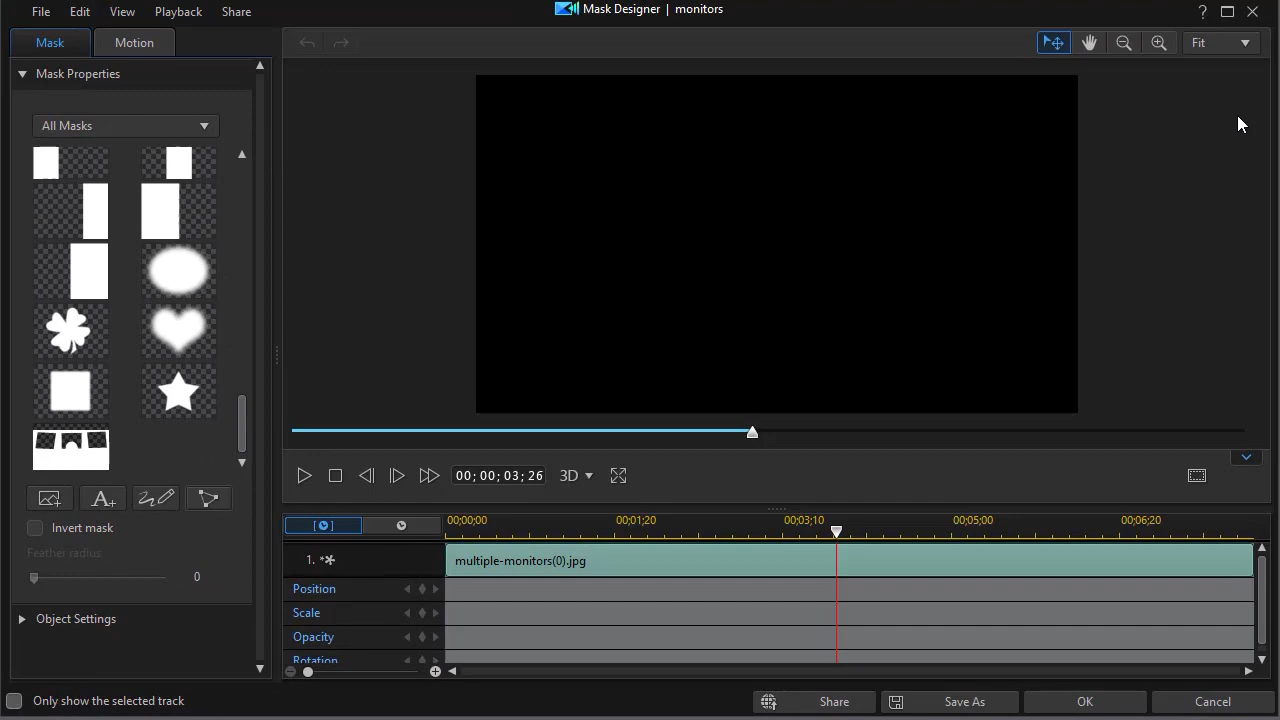 File Edit View Playback Share
Mask Designer | monitors
?
Mask Motion
Fit
Mask Properties
All Masks
00; 00; 03; 26
3D
A+
Invert mask
Feather radius:
0
Object Settings
00;00;00 00;01;20 00;03;10 00;05;00 00;06;20
1.
multiple-monitors(0).jpg
Position
Scale
Opacity
Rotation
Only show the selected track
Share Save As OK Cancel